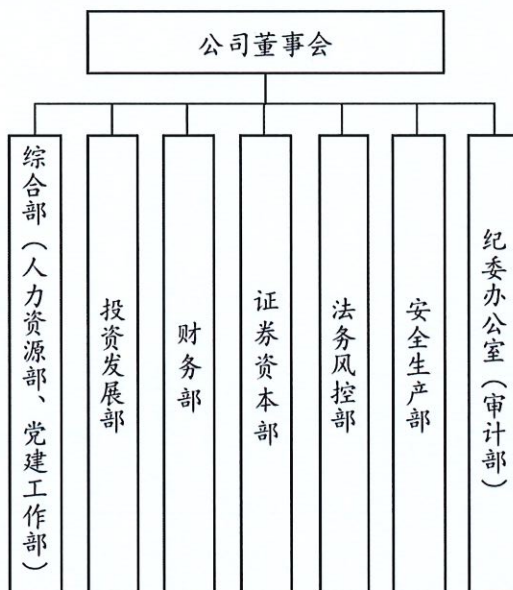 公司董事会
综合部（人力资源部、党建工作部）
投资发展部
财务部
证券资本部
法务风控部
安全生产部
纪委办公室（审计部）